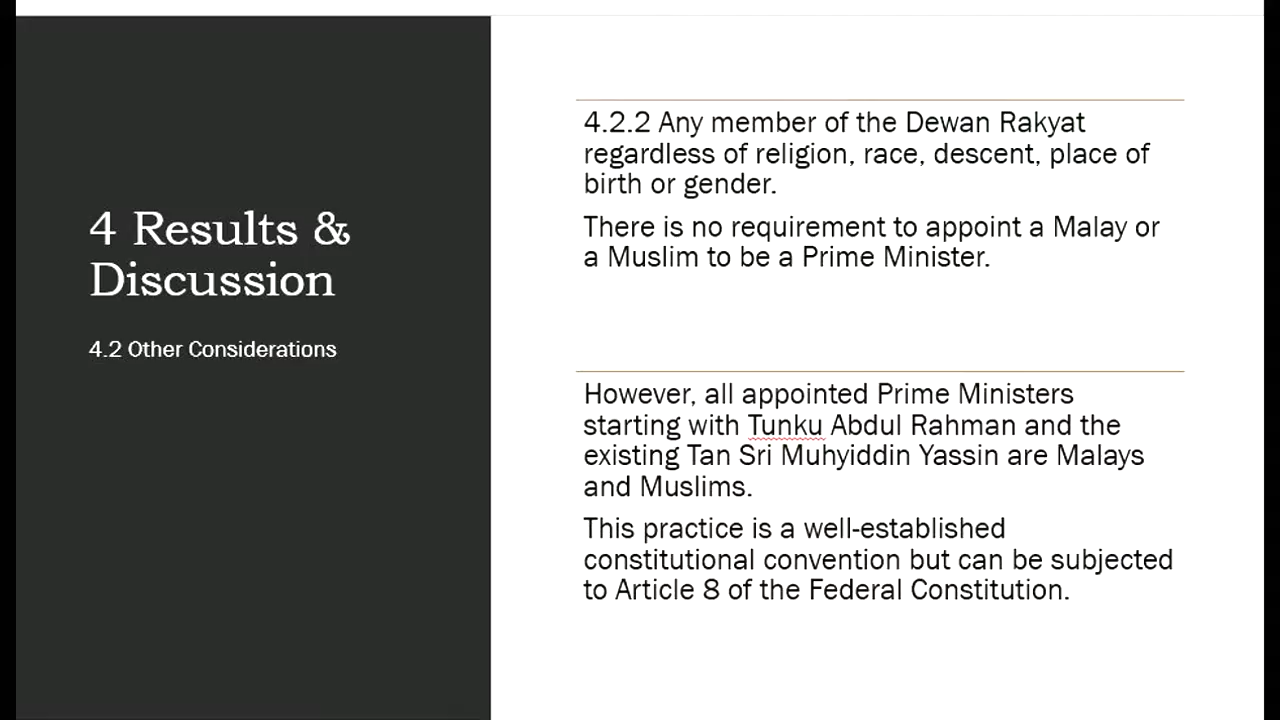 4 Results &
Discussion
4.2 Other Considerations
4.2.2 Any member of the Dewan Rakyat
regardless of religion, race, descent, place of
birth or gender.
There is no requirement to appoint a Malay or
a Muslim to be a Prime Minister.
However, all appointed Prime Ministers
starting with Tunku Abdul Rahman and the
existing Tan Sri Muhyiddin Yassin are Malays
and Muslims.
This practice is a well-established
constitutional convention but can be subjected
to Article 8 of the Federal Constitution.